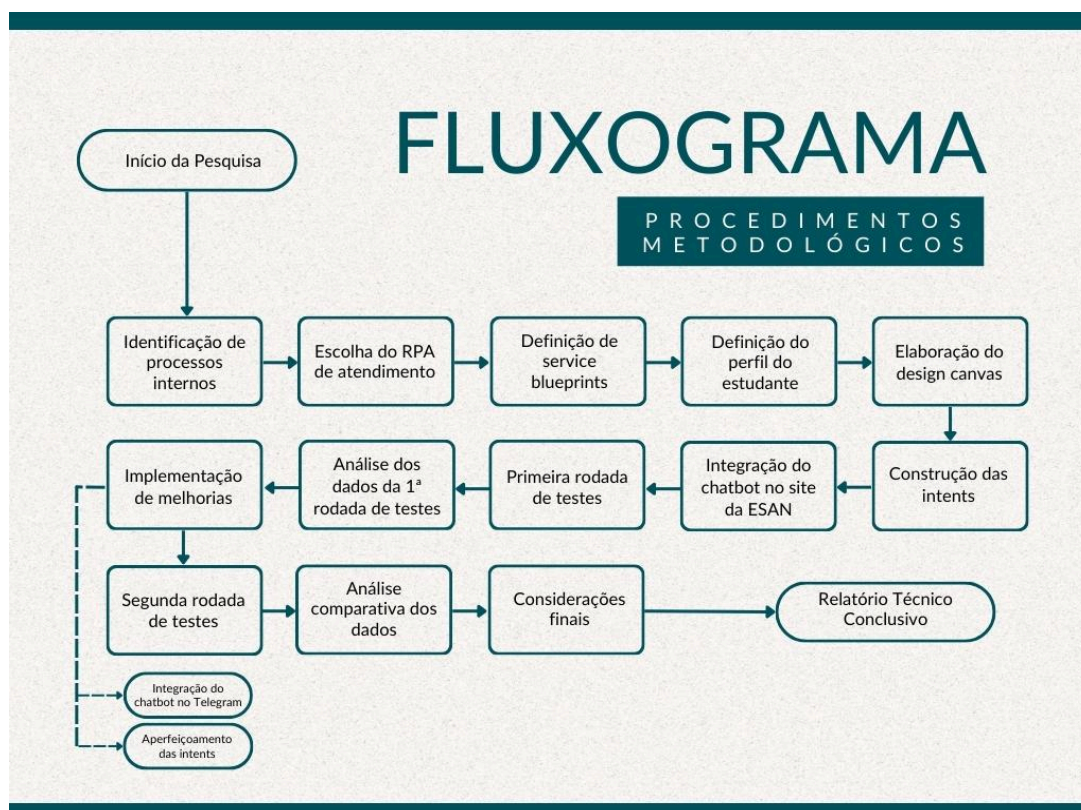 FLUXOGRAMA
PROCEDIMENTOS
METODOLÓGICOS
Início da Pesquisa
Identificação de
processos
internos
Escolha do RPA
de atendimento
Definição de
service
blueprints
Definição do
perfil do
estudante
Elaboração do
design canvas
Construção das
intents
Integração do
chatbot no site
da ESAN
Primeira rodada
de testes
Análise dos
dados da 1ª
rodada de testes
Implementação
de melhorias
Segunda rodada
de testes
Análise
comparativa dos
dados
Considerações
finais
Relatório Técnico
Conclusivo
Integração do
chatbot no Telegram
Aperfeiçoamento
das intents